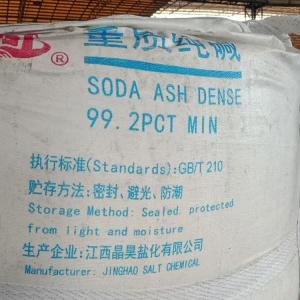 ®
重质纯碱
SODA ASH DENSE
99.2PCT MIN
执行标准(Standards):GB/T 210
贮存方法:密封、避光、防潮
Storage Method: Sealed, protected
from light and moisture
生产企业:江西晶昊盐化有限公司
Manufacturer: JINGHAO SALT CHEMICAL